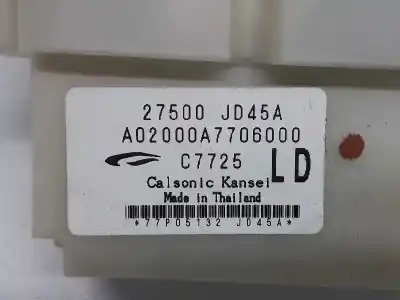 27500 JD45A
A02000A7706000
C7725 LD
Calsonic Kansei
Made in Thailand
*77P05132 JD45A*